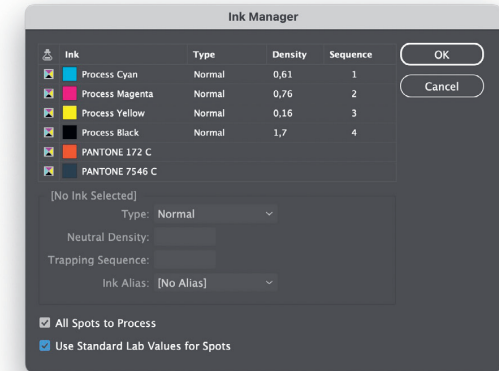 Ink Manager
Ink Type Density Sequence
Process Cyan Normal 0,61 1
Process Magenta Normal 0,76 2
Process Yellow Normal 0,16 3
Process Black Normal 1,7 4
PANTONE 172 C
PANTONE 7546 C
OK
Cancel
[No Ink Selected]
Type: Normal
Neutral Density:
Trapping Sequence:
Ink Alias: [No Alias]
All Spots to Process
Use Standard Lab Values for Spots